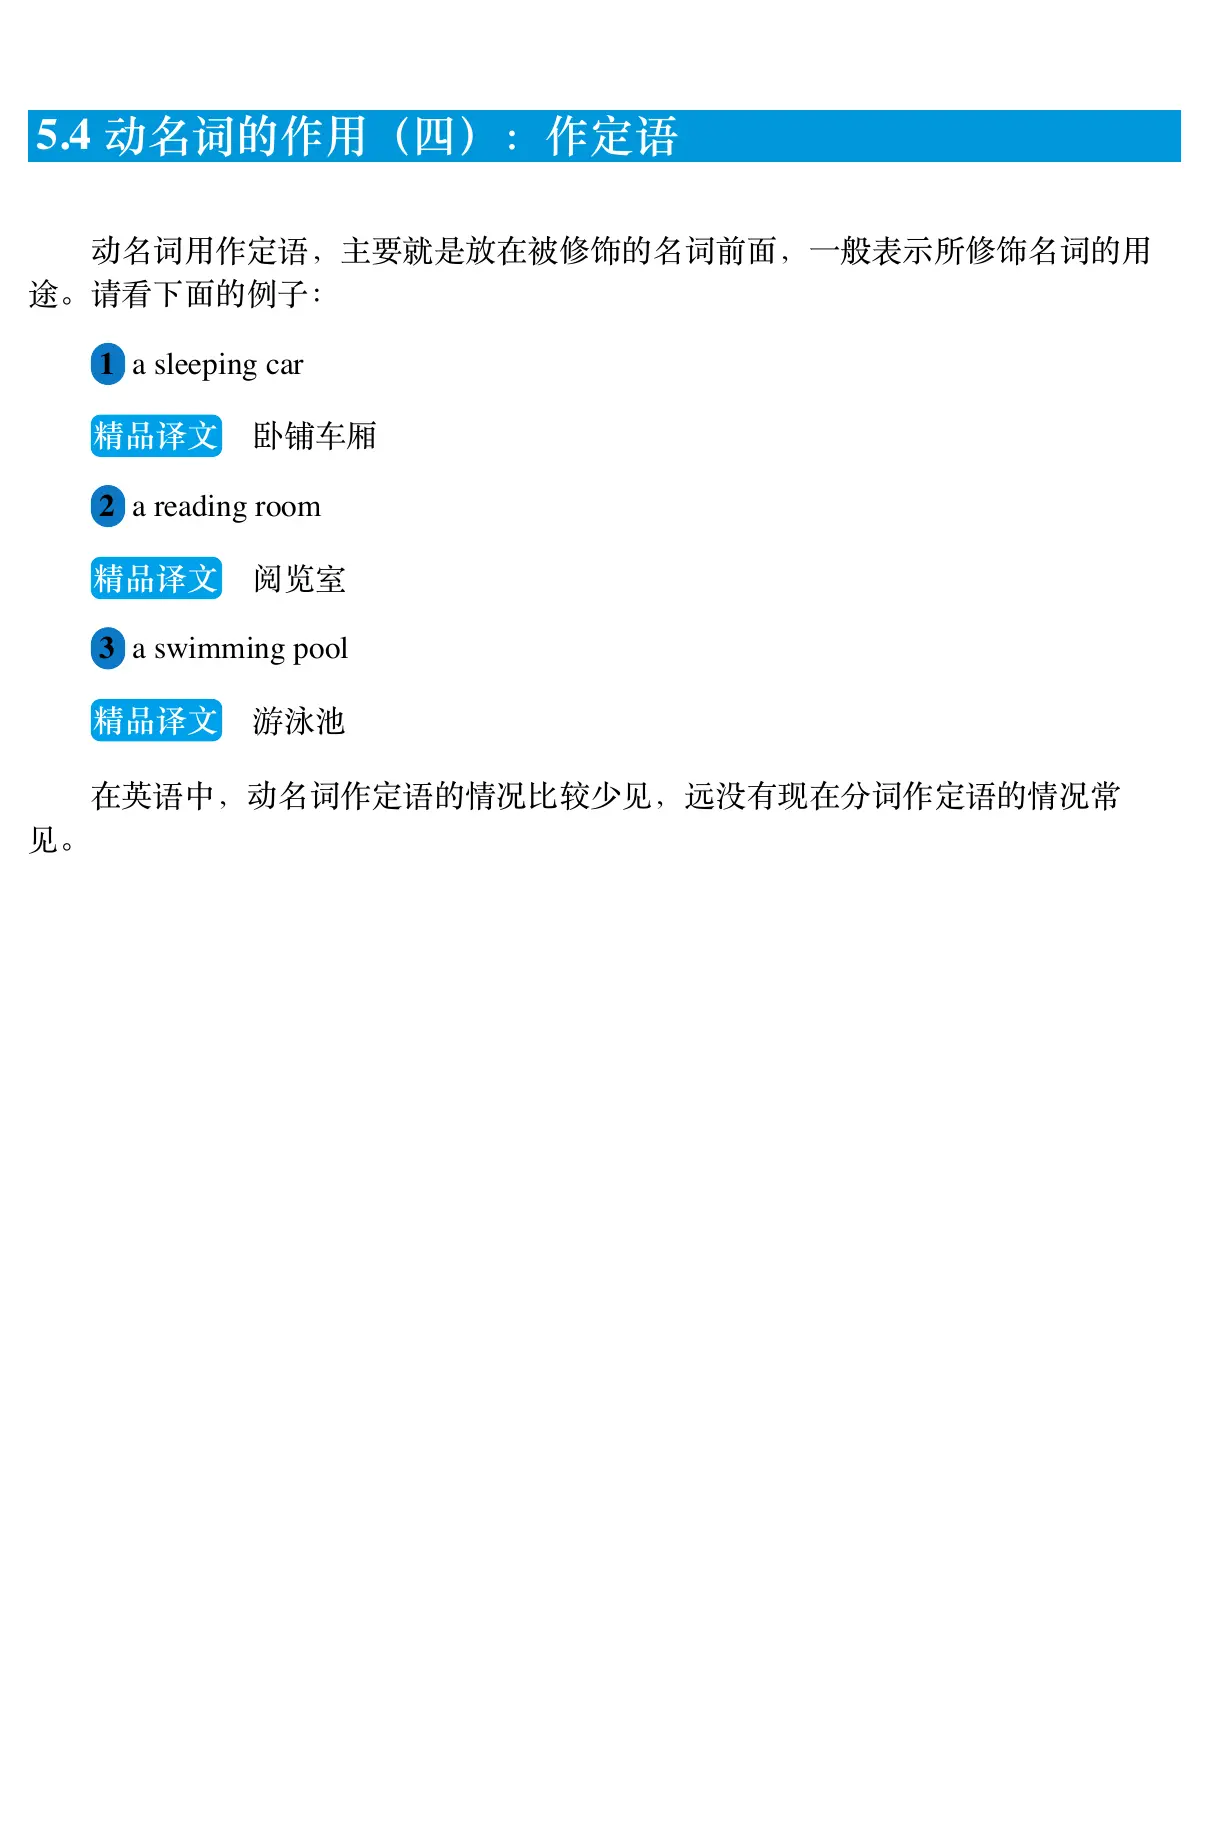 5.4 动名词的作用（四）：作定语
动名词用作定语，主要就是放在被修饰的名词前面，一般表示所修饰名词的用
途。请看下面的例子：
1 a sleeping car
精品译文 卧铺车厢
2 a reading room
精品译文 阅览室
3 a swimming pool
精品译文 游泳池
在英语中，动名词作定语的情况比较少见，远没有现在分词作定语的情况常
见。